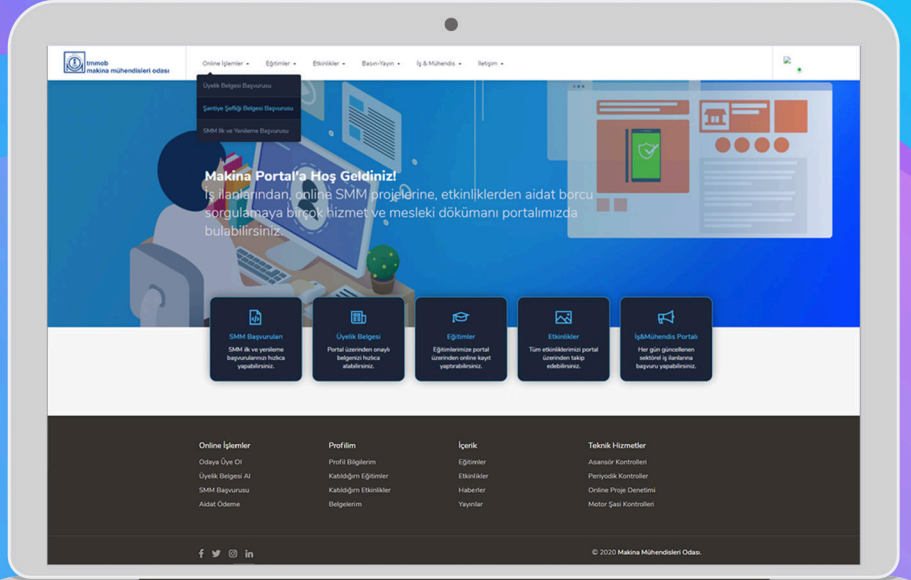 tmmob
makina mühendisleri odası
Online İşlemler
Eğitimler
Etkinlikler
Basın-Yayın
İş & Mühendis
İletişim
Üyelik Belgesi Başvurusu
Şantiye Şefliği Belgesi Başvurusu
SMM İlk ve Yenileme Başvurusu
Makina Portal'a Hoş Geldiniz!
İş ilanlarından, online SMM projelerine, etkinliklerden aidat borcu
sorgulamaya birçok hizmet ve mesleki dökümanı portalımızda
bulabilirsiniz.
SMM Başvuruları
SMM ilk ve yenileme
başvurularınızı hızlıca
yapabilirsiniz.
Üyelik Belgesi
Portal üzerinden onaylı
belgenizi hızlıca
alabilirsiniz.
Eğitimler
Eğitimlerimize portal
üzerinden online kayıt
yaptırabilirsiniz.
Etkinlikler
Tüm etkinliklerimizi portal
üzerinden takip
edebilirsiniz.
İş&Mühendis Portalı
Her gün güncellenen
sektörel iş ilanlarına
başvuru yapabilirsiniz.
Online İşlemler
Odaya Üye Ol
Üyelik Belgesi Al
SMM Başvurusu
Aidat Ödeme
Profilim
Profil Bilgilerim
Katıldığım Eğitimler
Katıldığım Etkinlikler
Belgelerim
İçerik
Eğitimler
Etkinlikler
Haberler
Yayınlar
Teknik Hizmetler
Asansör Kontrolleri
Periyodik Kontroller
Online Proje Denetimi
Motor Şasi Kontrolleri
© 2020 Makina Mühendisleri Odası.